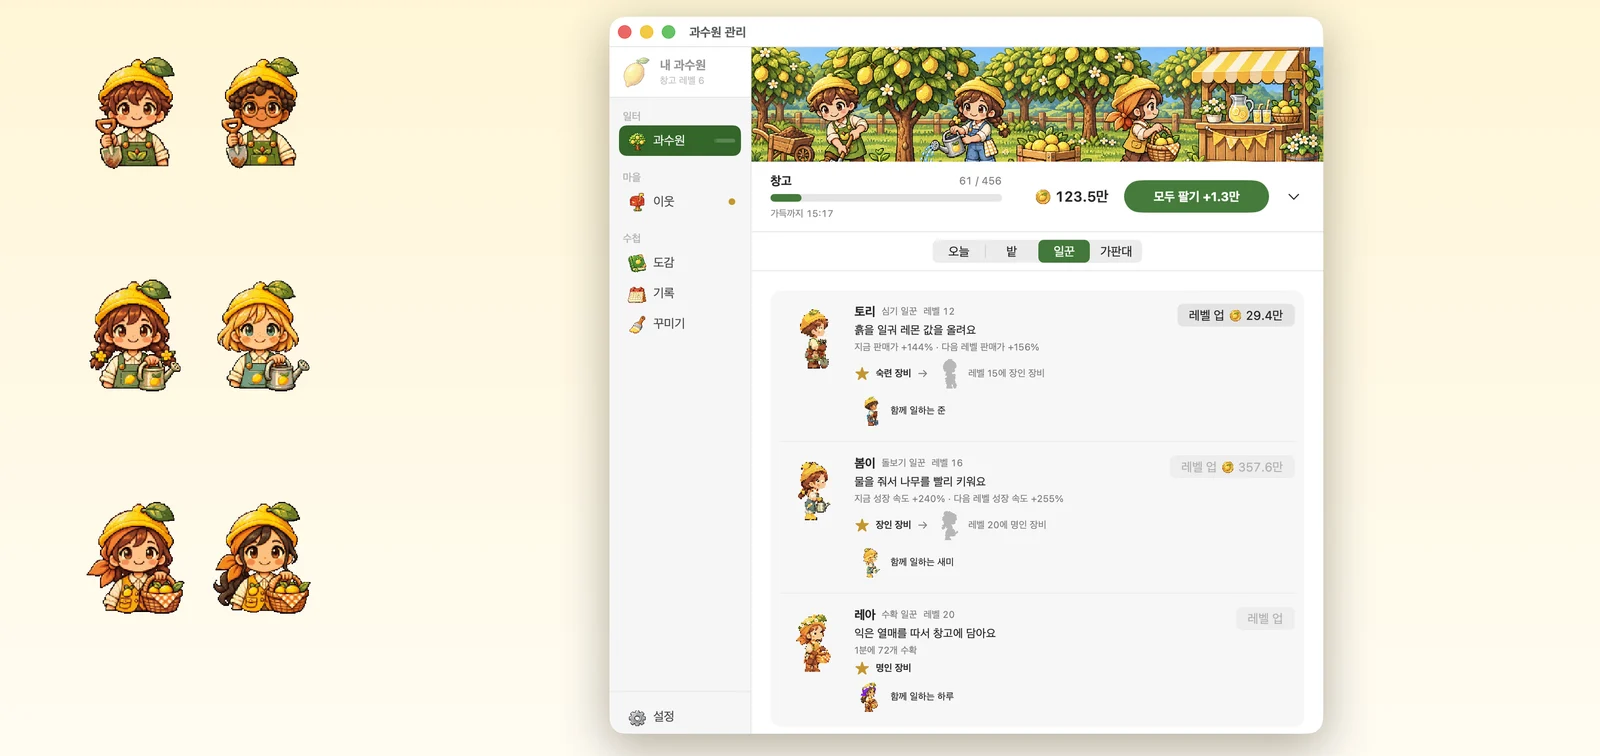 과수원 관리
내 과수원
창고 레벨 6
일터
과수원
마을
이웃
수첩
도감
기록
꾸미기
설정
창고
61 / 456
가득까지 15:17
123.5만
모두 팔기 +1.3만
오늘
밭
일꾼
가판대
토리 심기 일꾼 레벨 12
흙을 일궈 레몬 값을 올려요
지금 판매가 +144% · 다음 레벨 판매가 +156%
숙련 장비 → 레벨 15에 장인 장비
함께 일하는 준
레벨 업 29.4만
봄이 돌보기 일꾼 레벨 16
물을 줘서 나무를 빨리 키워요
지금 성장 속도 +240% · 다음 레벨 성장 속도 +255%
장인 장비 → 레벨 20에 명인 장비
함께 일하는 새미
레벨 업 357.6만
레아 수확 일꾼 레벨 20
익은 열매를 따서 창고에 담아요
1분에 72개 수확
명인 장비
함께 일하는 하루
레벨 업